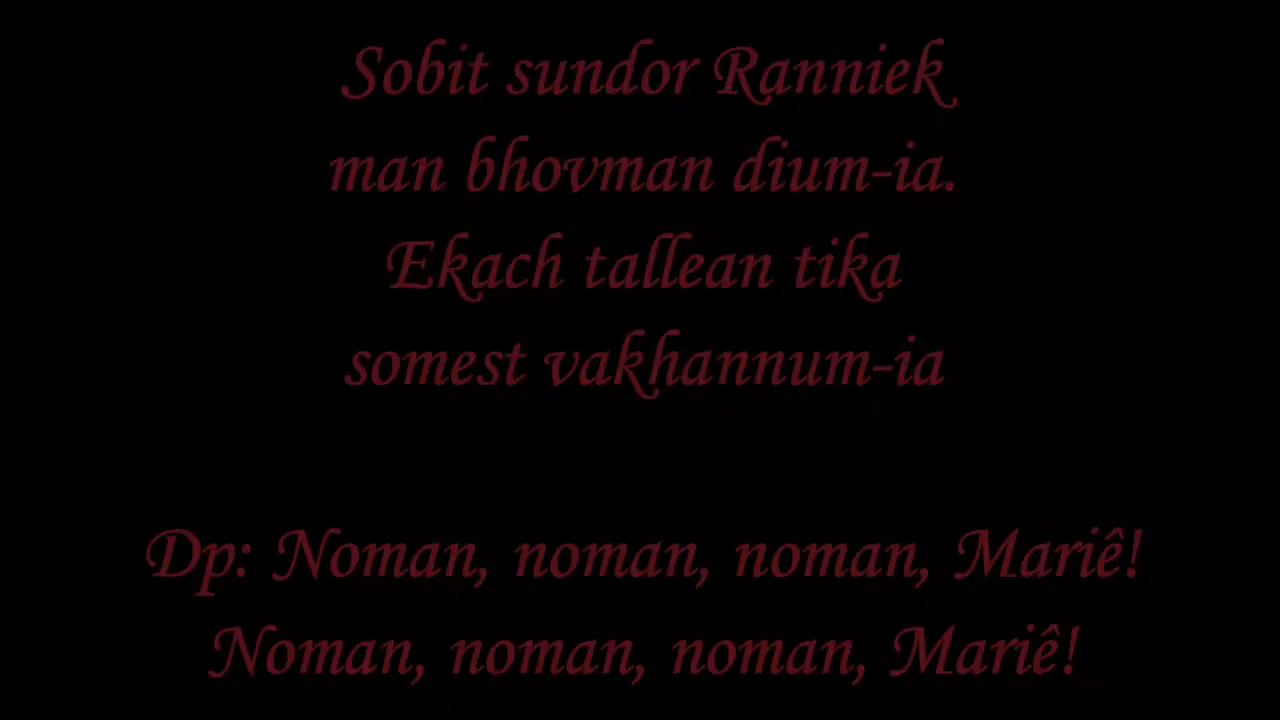 Sobit sundor Ranniek
man bhovman dium-ia.
Ekach tallean tika
somest vakhannum-ia
Dp: Noman, noman, noman, Mariê!
Noman, noman, noman, Mariê!